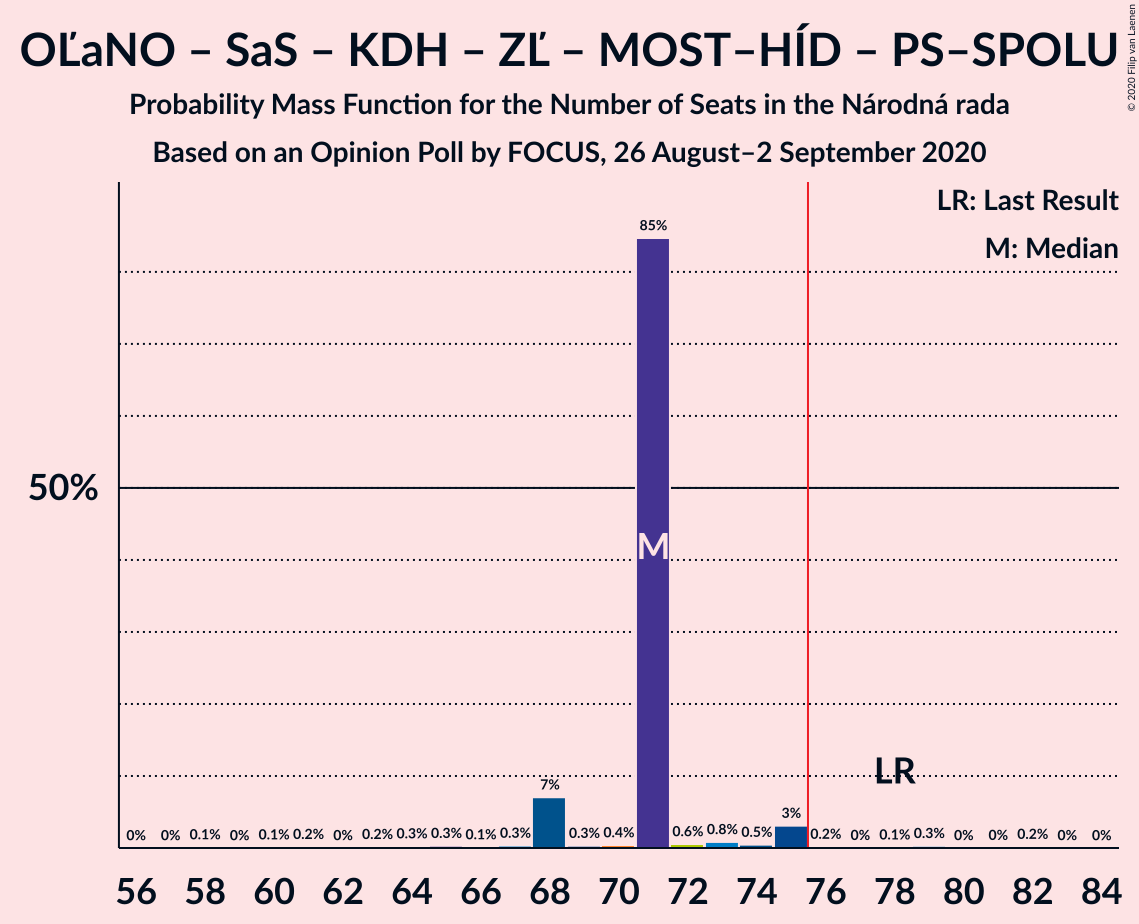 OĽaNO – SaS – KDH – ZĽ – MOST–HÍD – PS–SPOLU
Probability Mass Function for the Number of Seats in the Národná rada
Based on an Opinion Poll by FOCUS, 26 August–2 September 2020
© 2020 Filip van Laenen
LR: Last Result
M: Median
85%
50%
M
LR
7%
3%
0% 0% 0.1% 0% 0.1% 0.2% 0% 0.2% 0.3% 0.3% 0.1% 0.3% 0.3% 0.4% 0.6% 0.8% 0.5% 0.2% 0% 0.1% 0.3% 0% 0% 0.2% 0% 0%
56 58 60 62 64 66 68 70 72 74 76 78 80 82 84